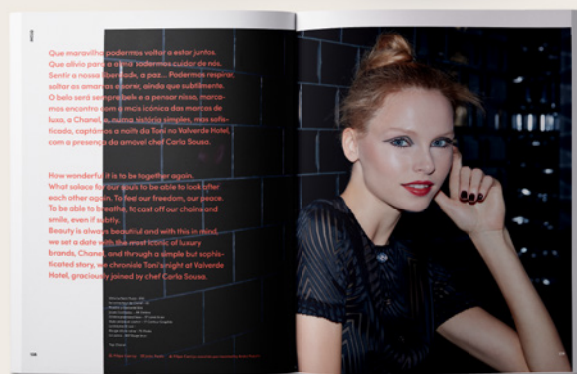 Que maravilha podermos voltar a estar juntos.
Que alívio para a alma podermos cuidar de nós.
Sentir a nossa liberdade, a paz... Podermos respirar,
soltar as amarras e sorrir, ainda que subtilmente.
O belo será sempre belo e a pensar nisso, marcá-
mos encontro com a mais icónica das marcas de
luxo, a Chanel, e, numa história simples, mas sofis-
ticada, captámos a noite da Toni no Valverde Hotel,
com a presença da amável chef Carla Sousa.
How wonderful it is to be together again.
What solace for our souls to be able to look after
each other again. To feel our freedom, our peace.
To be able to breathe, to cast off our chains and
smile, even if subtly.
Beauty is always beautiful and with this in mind,
we set a date with the most iconic of luxury
brands, Chanel, and through a simple but sophis-
ticated story, we chronicle Toni's night at Valverde
Hotel, graciously joined by chef Carla Sousa.